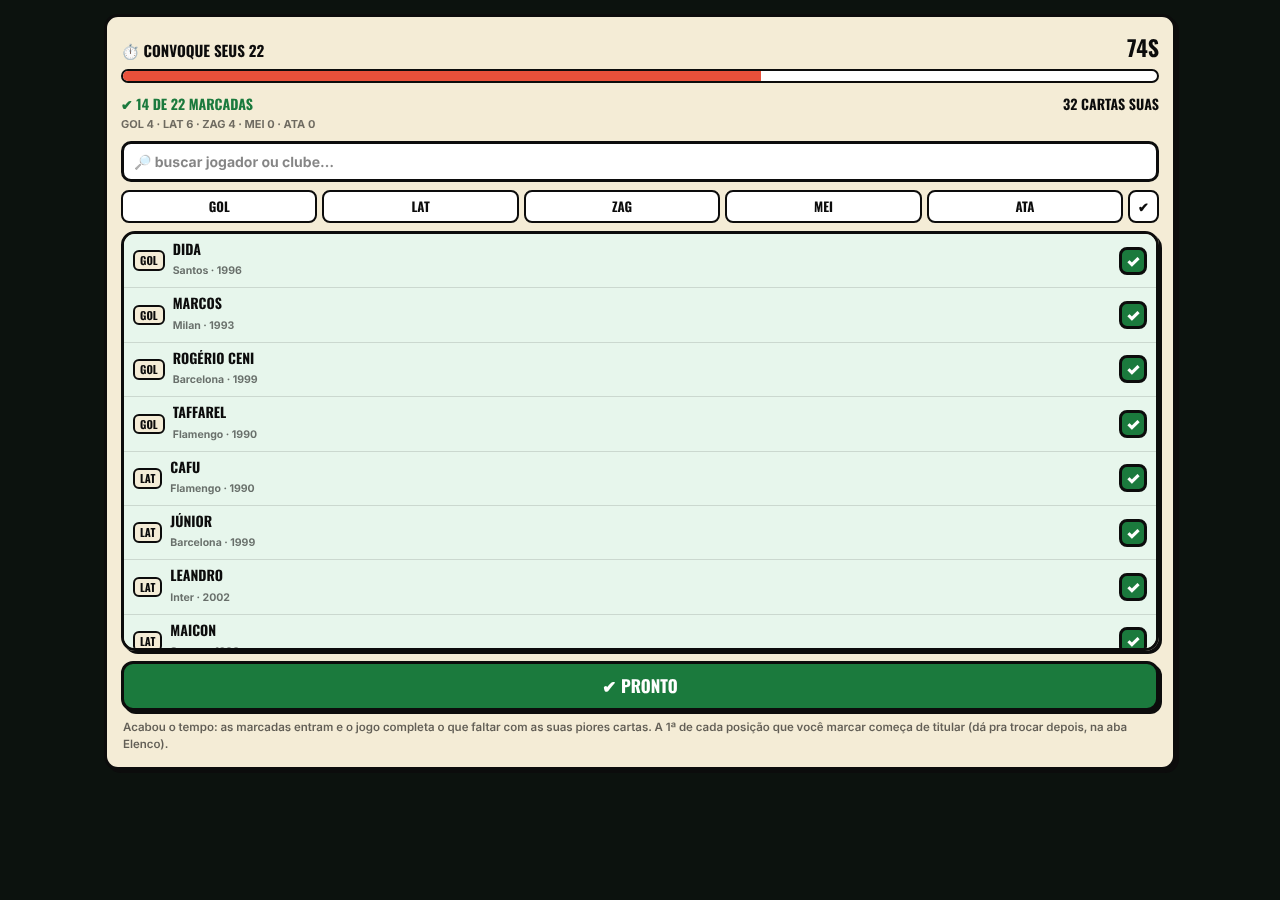 ⏱️ CONVOQUE SEUS 22
74S
✔ 14 DE 22 MARCADAS
32 CARTAS SUAS
GOL 4 · LAT 6 · ZAG 4 · MEI 0 · ATA 0
🔎 buscar jogador ou clube...
GOL
LAT
ZAG
MEI
ATA
✔
GOL
DIDA
Santos · 1996
GOL
MARCOS
Milan · 1993
GOL
ROGÉRIO CENI
Barcelona · 1999
GOL
TAFFAREL
Flamengo · 1990
LAT
CAFU
Flamengo · 1990
LAT
JÚNIOR
Barcelona · 1999
LAT
LEANDRO
Inter · 2002
LAT
MAICON
✔ PRONTO
Acabou o tempo: as marcadas entram e o jogo completa o que faltar com as suas piores cartas. A 1ª de cada posição que você marcar começa de titular (dá pra trocar depois, na aba
Elenco).